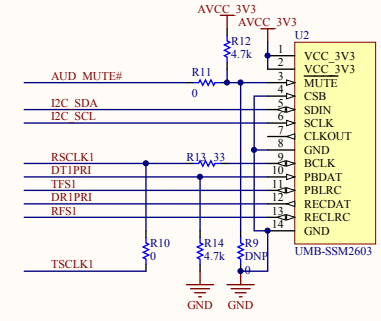 AVCC_3V3
AVCC_3V3
R12
4.7k
U2
1 VCC_3V3
2 VCC_3V3
AUD_MUTE# R11 0 3 MUTE
4 CSB
I2C_SDA 5 SDIN
I2C_SCL 6 SCLK
7 CLKOUT
8 GND
RSCLK1 R13 33 9 BCLK
DT1PRI 10 PBDAT
TFS1 11 PBLRC
DR1PRI 12 RECDAT
RFS1 13 RECLRC
14 GND
R10
0
R14
4.7k
R9
DNP
0
UMB-SSM2603
TSCLK1
GND GND